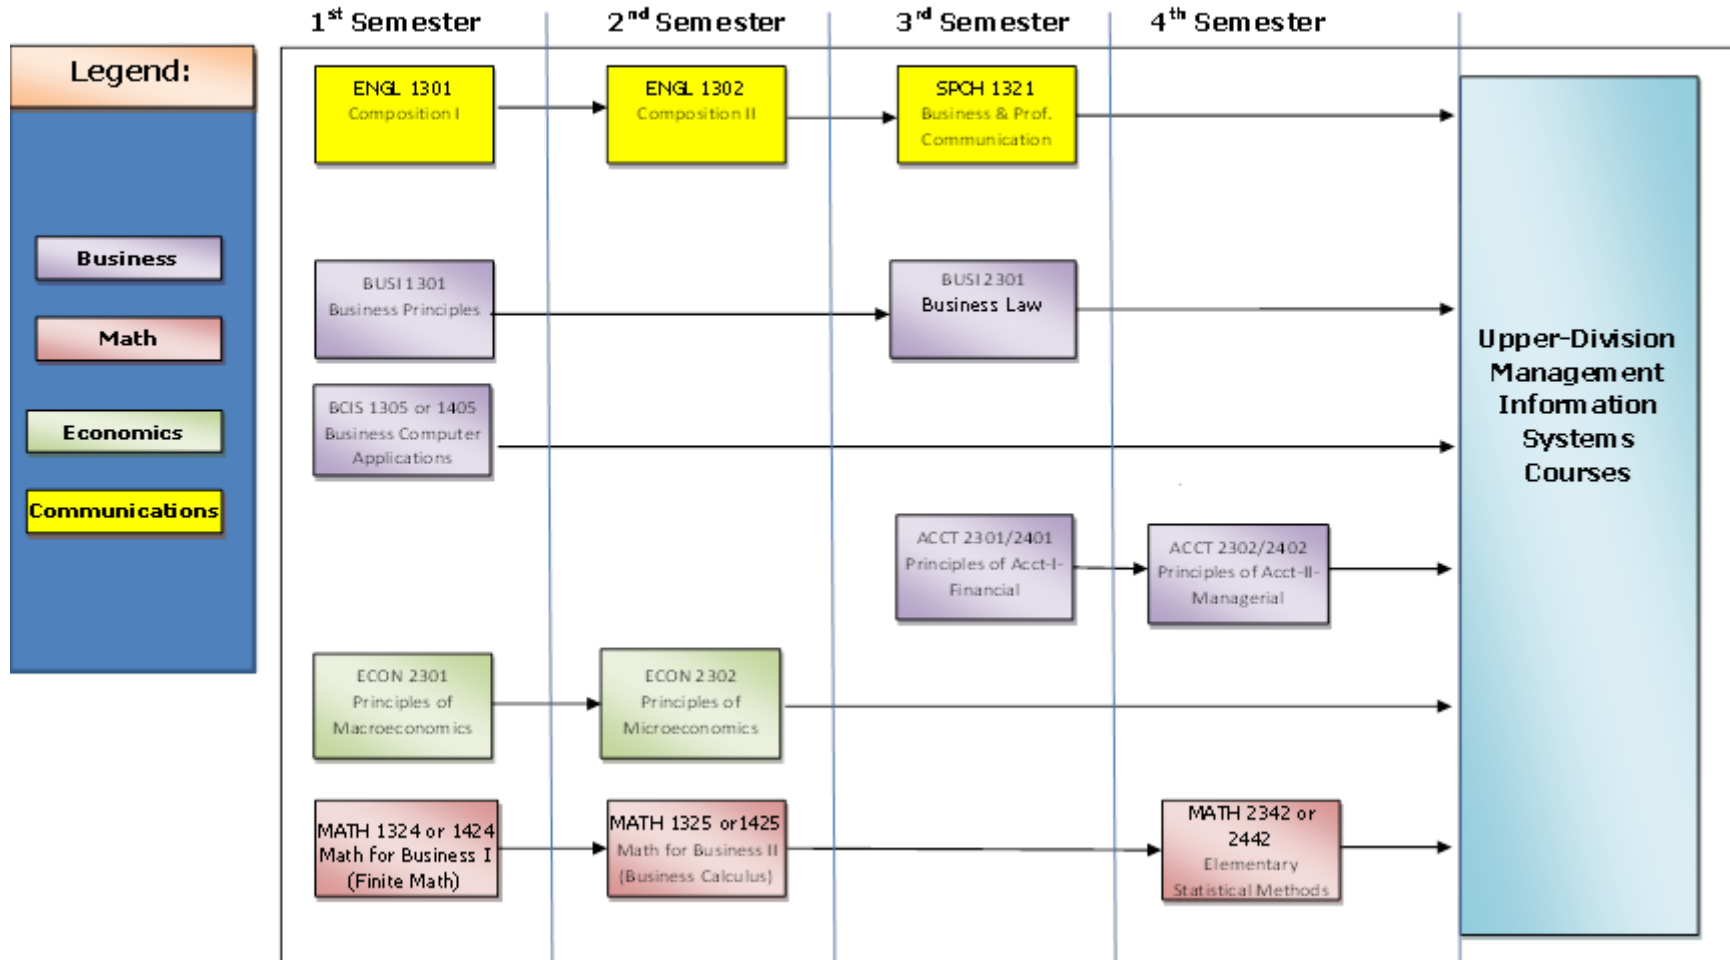 1st Semester
2nd Semester
3rd Semester
4th Semester
Legend:
Business
Math
Economics
Communications
ENGL 1301
Composition I
ENGL 1302
Composition II
SPCH 1321
Business & Prof.
Communication
BUSI 1301
Business Principles
BUSI 2301
Business Law
BCIS 1305 or 1405
Business Computer
Applications
ACCT 2301/2401
Principles of Acct-I-
Financial
ACCT 2302/2402
Principles of Acct-II-
Managerial
ECON 2301
Principles of
Macroeconomics
ECON 2302
Principles of
Microeconomics
MATH 1324 or 1424
Math for Business I
(Finite Math)
MATH 1325 or1425
Math for Business II
(Business Calculus)
MATH 2342 or
2442
Elementary
Statistical Methods
Upper-Division
Management
Information
Systems
Courses